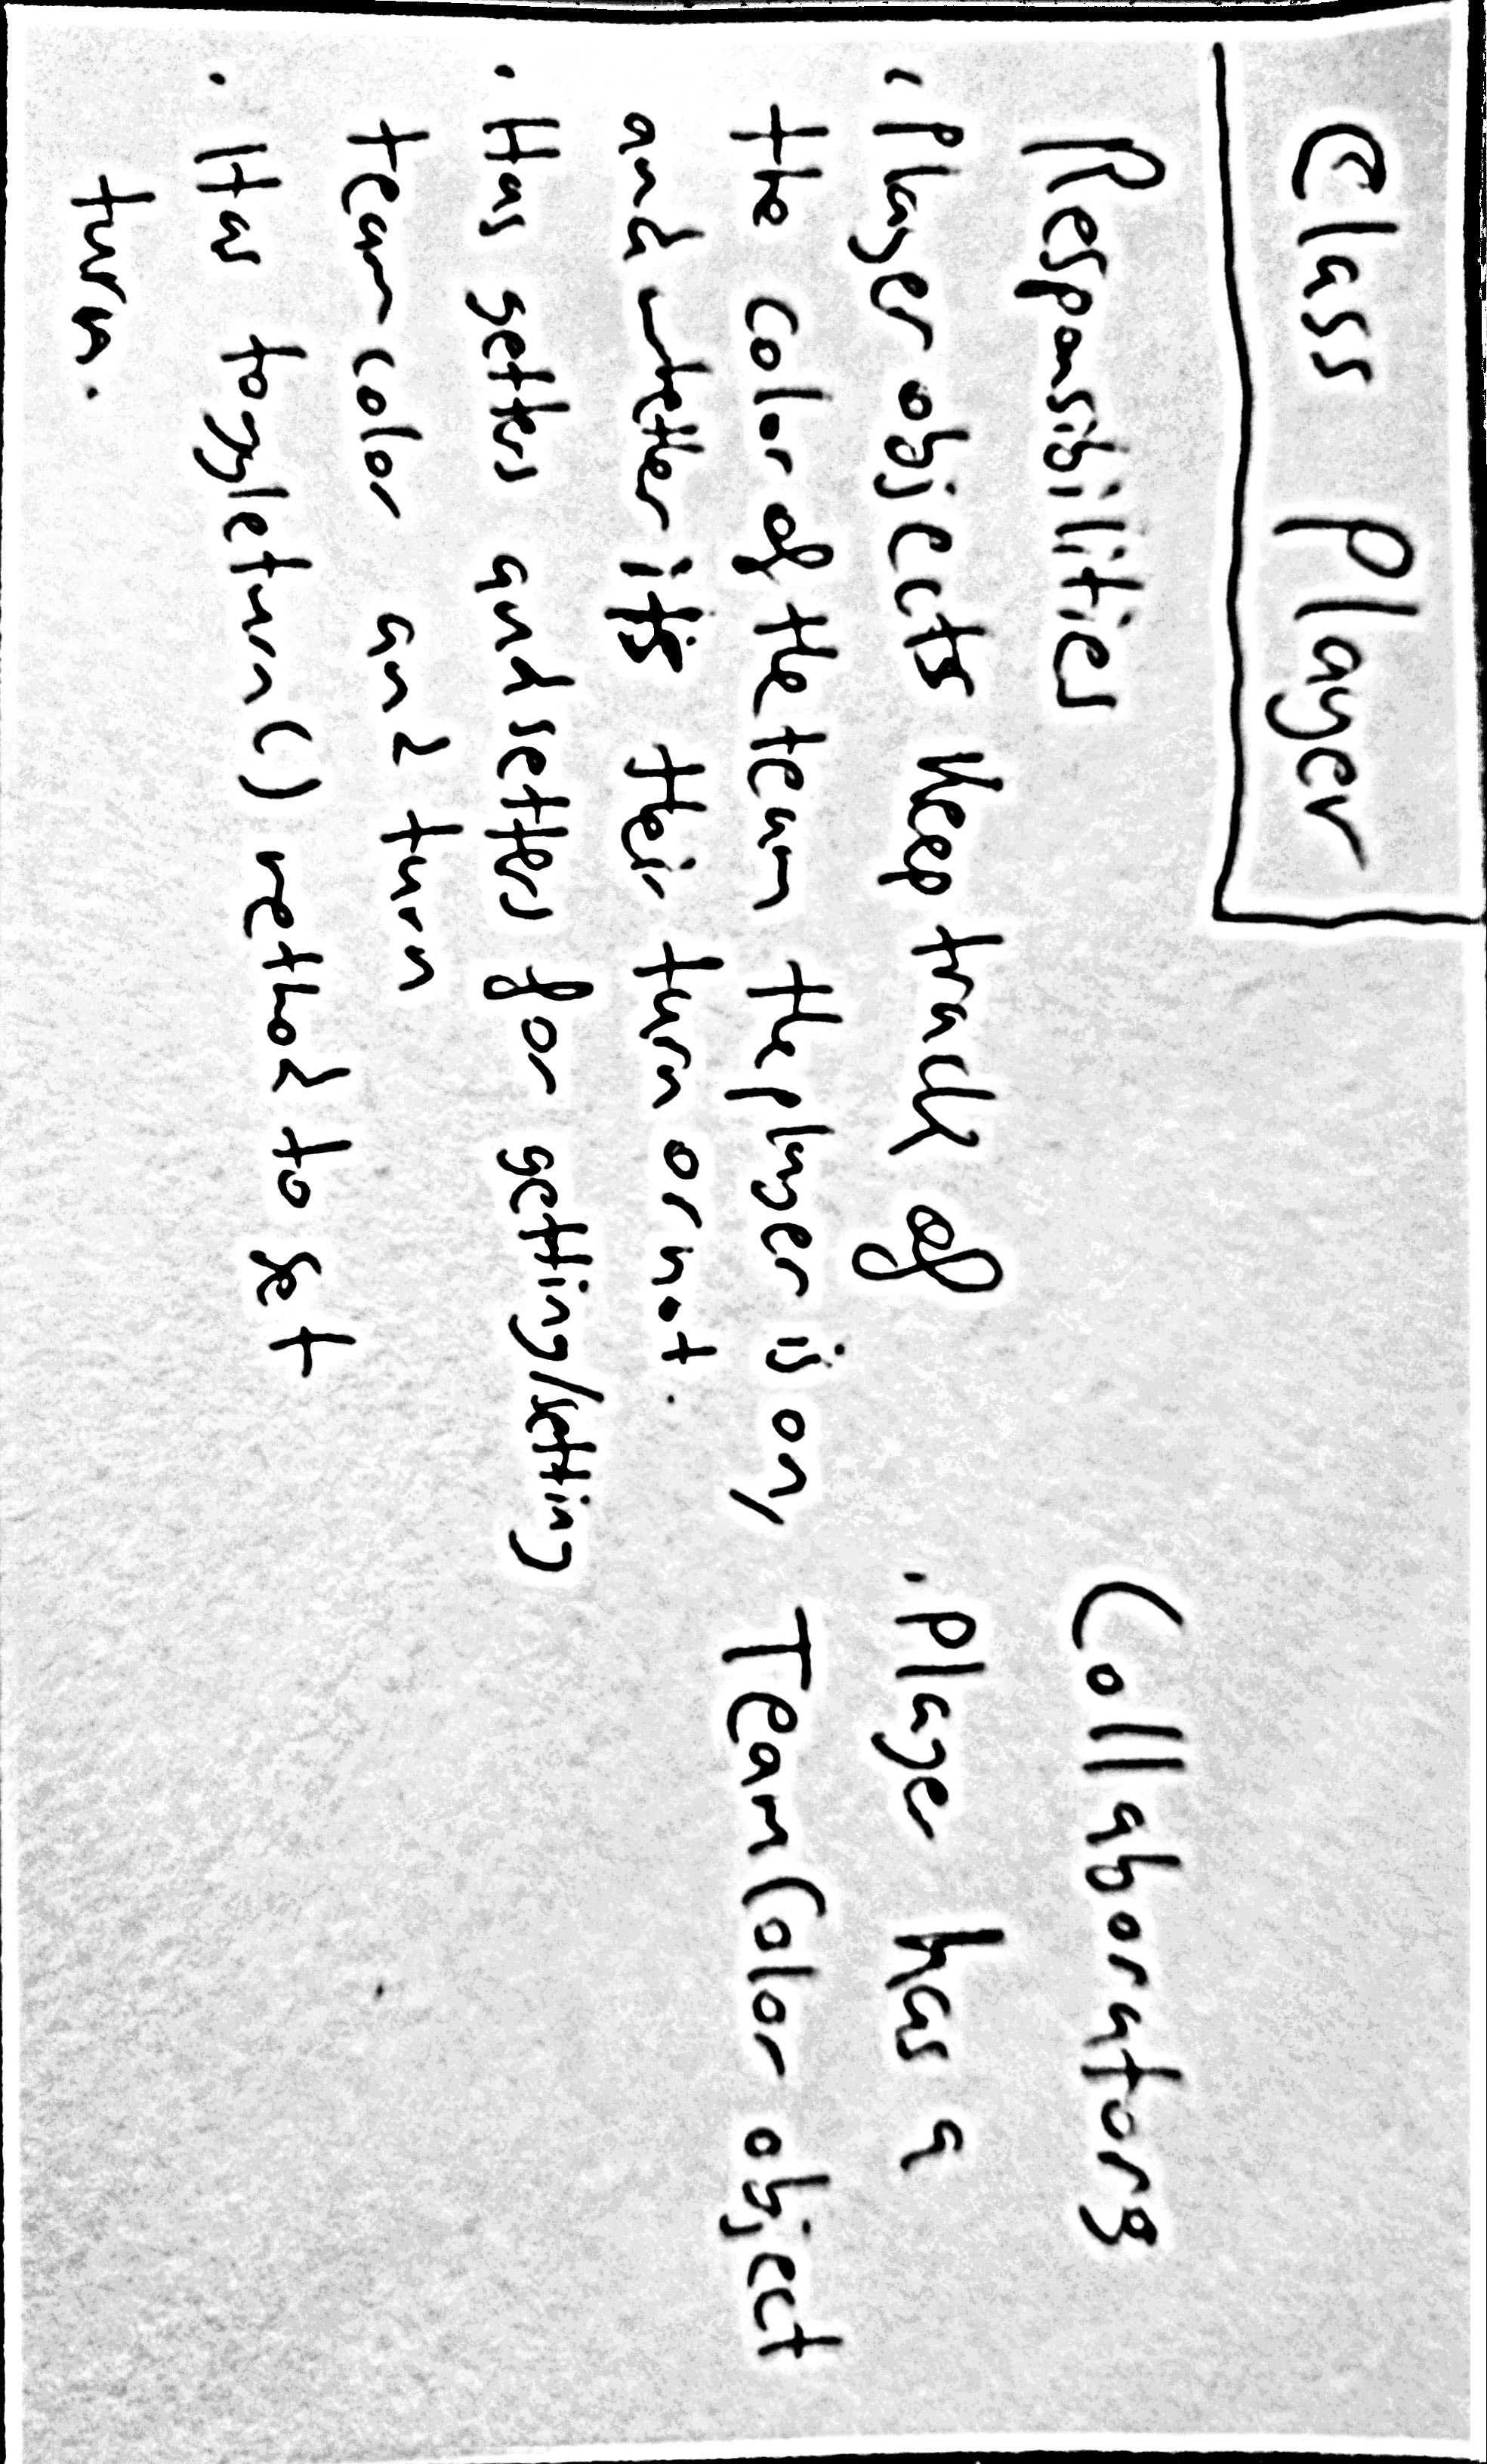 Class Player
Responsibilities
• Player objects Keep track of
the color of the team the player is on,
and whether it's their turn or not.
• Has getters and setters for getting/setting
team color and turn
• Has toggleturn() method to set
turn.
Collaborators
• Player has a
TeamColor object